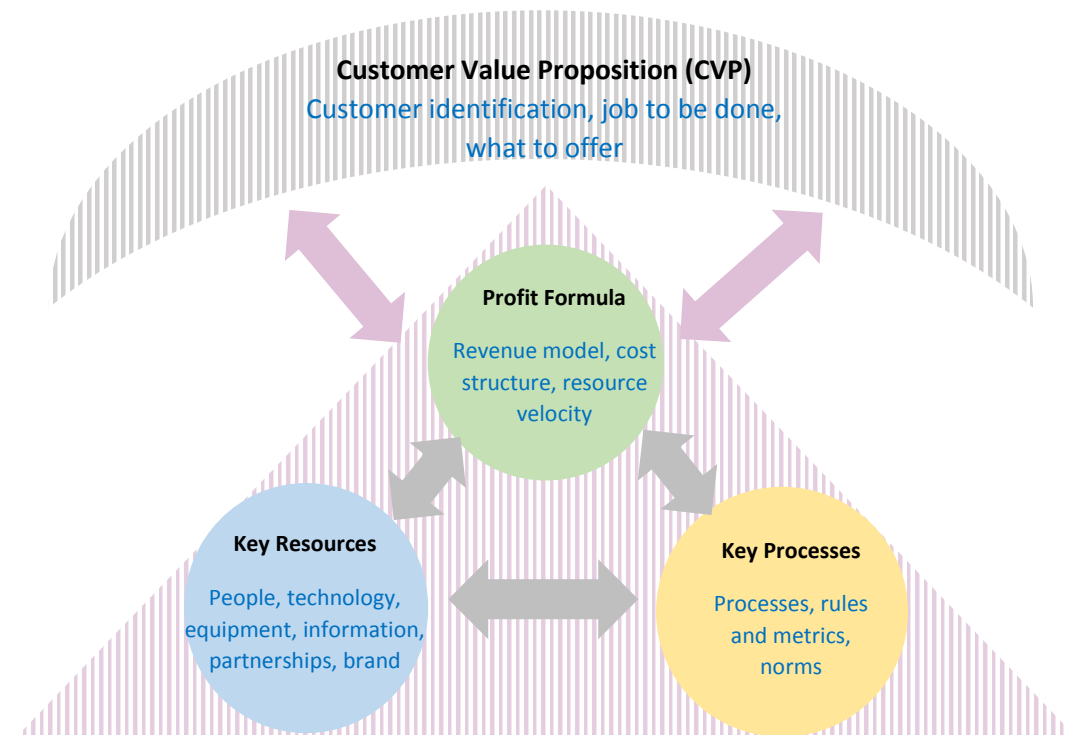 Customer Value Proposition (CVP)
Customer identification, job to be done,
what to offer
Profit Formula
Revenue model, cost
structure, resource
velocity
Key Resources
People, technology,
equipment, information,
partnerships, brand
Key Processes
Processes, rules
and metrics,
norms